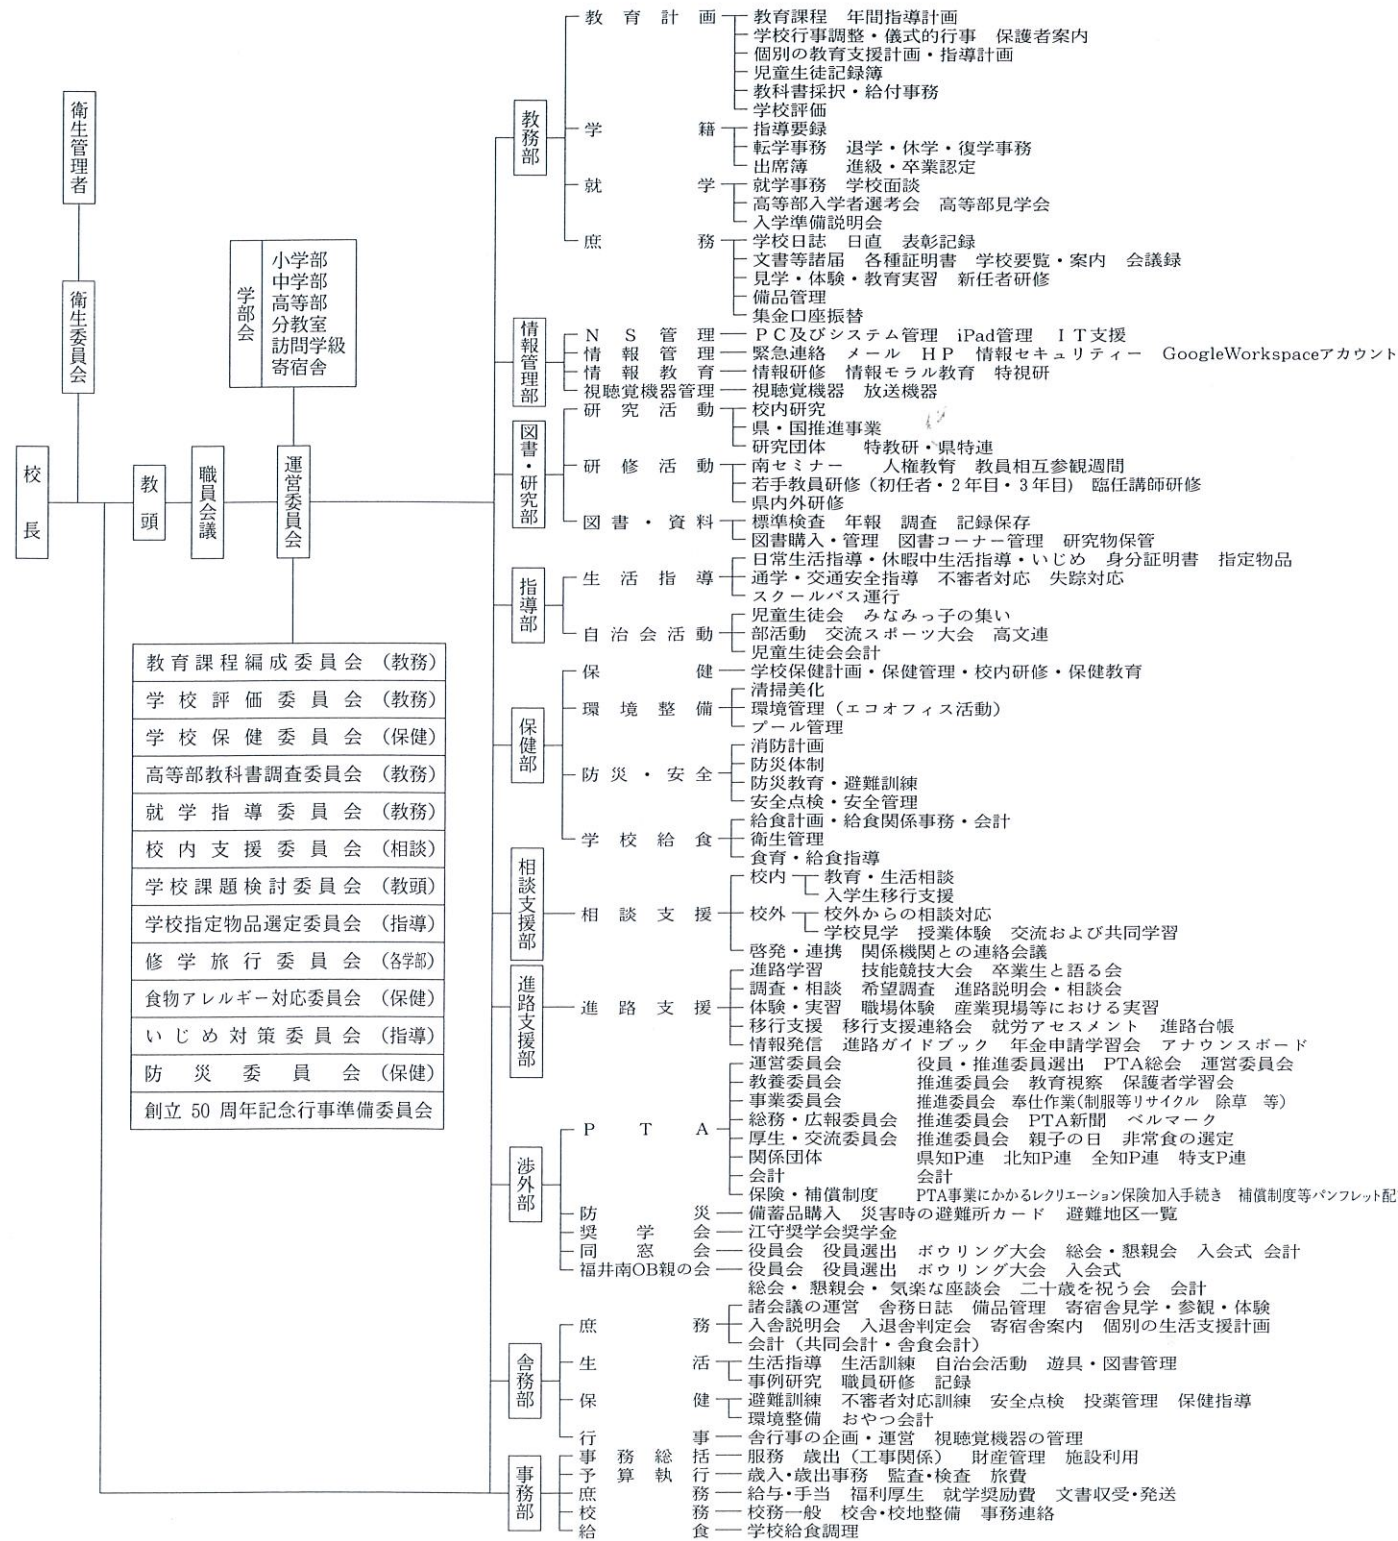 衛生管理者
衛生委員会
学部会
小学部
中学部
高等部
分教室
訪問学級
寄宿舎
校長
教頭
職員会議
運営委員会
教育課程編成委員会（教務）
学校評価委員会（教務）
学校保健委員会（保健）
高等部教科書調査委員会（教務）
就学指導委員会（教務）
校内支援委員会（相談）
学校課題検討委員会（教頭）
学校指定物品選定委員会（指導）
修学旅行委員会（各学部）
食物アレルギー対応委員会（保健）
いじめ対策委員会（指導）
防災委員会（保健）
創立 50 周年記念行事準備委員会
教務部
教育計画
教育課程　年間指導計画
学校行事調整・儀式的行事　保護者案内
個別の教育支援計画・指導計画
児童生徒記録簿
教科書採択・給付事務
学校評価
学籍
指導要録
転学事務　退学・休学・復学事務
出席簿　進級・卒業認定
就学
就学事務　学校面談
高等部入学者選考会　高等部見学会
入学準備説明会
庶務
学校日誌　日直　表彰記録
文書等諸届　各種証明書　学校要覧・案内　会議録
見学・体験・教育実習　新任者研修
備品管理
集金口座振替
情報管理部
ＮＳ管理
ＰＣ及びシステム管理　iPad管理　ＩＴ支援
情報管理
緊急連絡　メール　ＨＰ　情報セキュリティー　GoogleWorkspaceアカウント
情報教育
情報研修　情報モラル教育　特視研
視聴覚機器管理
視聴覚機器　放送機器
図書・研究部
研究活動
校内研究
県・国推進事業
研究団体　特教研・県特連
研修活動
南セミナー　人権教育　教員相互参観週間
若手教員研修（初任者・２年目・３年目）　臨任講師研修
県内外研修
図書・資料
標準検査　年報　調査　記録保存
図書購入・管理　図書コーナー管理　研究物保管
指導部
生活指導
日常生活指導・休暇中生活指導・いじめ　身分証明書　指定物品
通学・交通安全指導　不審者対応　失踪対応
スクールバス運行
自治会活動
児童生徒会　みなみっ子の集い
部活動　交流スポーツ大会　高文連
児童生徒会会計
保健部
保健
学校保健計画・保健管理・校内研修・保健教育
環境整備
清掃美化
環境管理（エコオフィス活動）
プール管理
防災・安全
消防計画
防災体制
防災教育・避難訓練
安全点検・安全管理
学校給食
給食計画・給食関係事務・会計
衛生管理
食育・給食指導
相談支援部
相談支援
校内
教育・生活相談
入学生移行支援
校外
校外からの相談対応
学校見学　授業体験　交流および共同学習
啓発・連携　関係機関との連絡会議
進路支援部
進路支援
進路学習　技能競技大会　卒業生と語る会
調査・相談　希望調査　進路説明会・相談会
体験・実習　職場体験　産業現場等における実習
移行支援　移行支援連絡会　就労アセスメント　進路台帳
情報発信　進路ガイドブック　年金申請学習会　アナウンスボード
渉外部
ＰＴＡ
運営委員会　役員・推進委員選出　PTA総会　運営委員会
教養委員会　推進委員会　教育視察　保護者学習会
事業委員会　推進委員会　奉仕作業(制服等リサイクル　除草　等)
総務・広報委員会　推進委員会　PTA新聞　ベルマーク
厚生・交流委員会　推進委員会　親子の日　非常食の選定
関係団体　県知P連　北知P連　全知P連　特支P連
会計　会計
保険・補償制度　PTA事業にかかるレクリエーション保険加入手続き　補償制度等パンフレット配
防災
備蓄品購入　災害時の避難所カード　避難地区一覧
奨学会
江守奨学会奨学金
同窓会
役員会　役員選出　ボウリング大会　総会・懇親会　入会式　会計
福井南OB親の会
役員会　役員選出　ボウリング大会　入会式
総会・懇親会・気楽な座談会　二十歳を祝う会　会計
舎務部
庶務
諸会議の運営　舎務日誌　備品管理　寄宿舎見学・参観・体験
入舎説明会　入退舎判定会　寄宿舎案内　個別の生活支援計画
会計（共同会計・舎食会計）
生活
生活指導　生活訓練　自治会活動　遊具・図書管理
事例研究　職員研修　記録
保健
避難訓練　不審者対応訓練　安全点検　投薬管理　保健指導
環境整備　おやつ会計
行事
舎行事の企画・運営　視聴覚機器の管理
事務部
事務総括
服務　歳出（工事関係）　財産管理　施設利用
予算執行
歳入・歳出事務　監査・検査　旅費
庶務
給与・手当　福利厚生　就学奨励費　文書収受・発送
校務
校務一般　校舎・校地整備　事務連絡
給食
学校給食調理